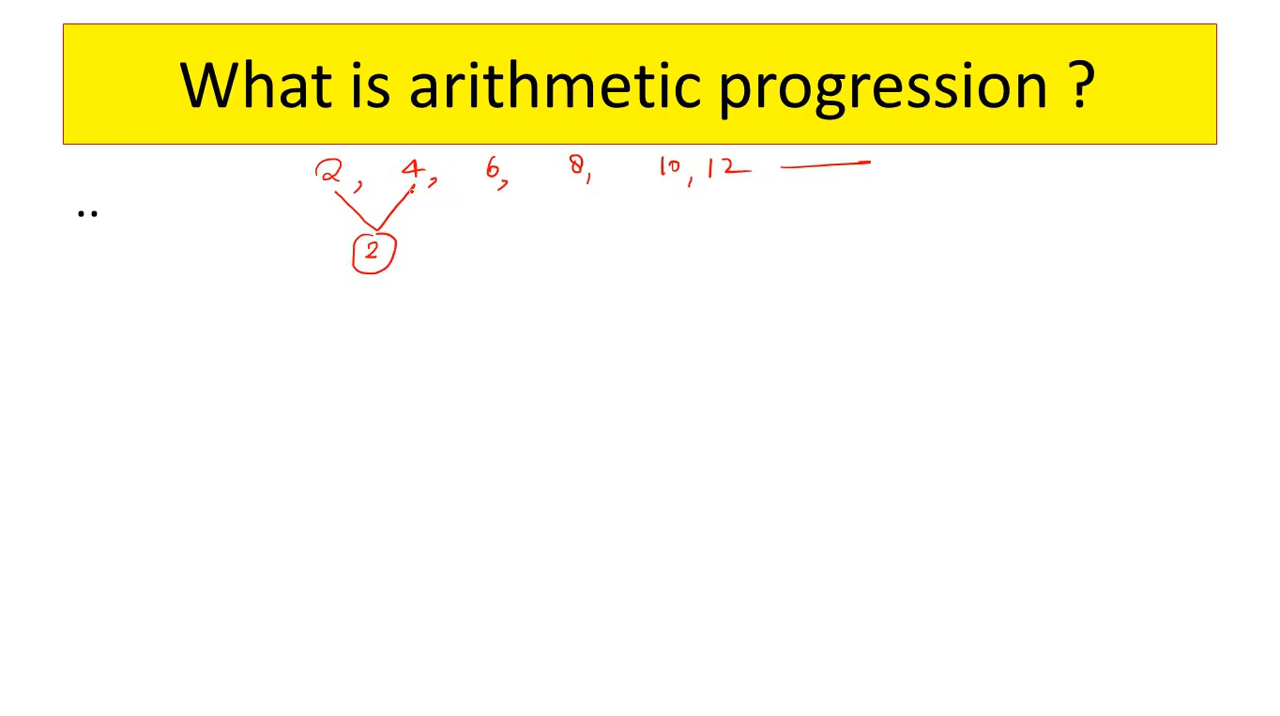 What is arithmetic progression ?
2, 4, 6, 8, 10, 12 ——
..
2